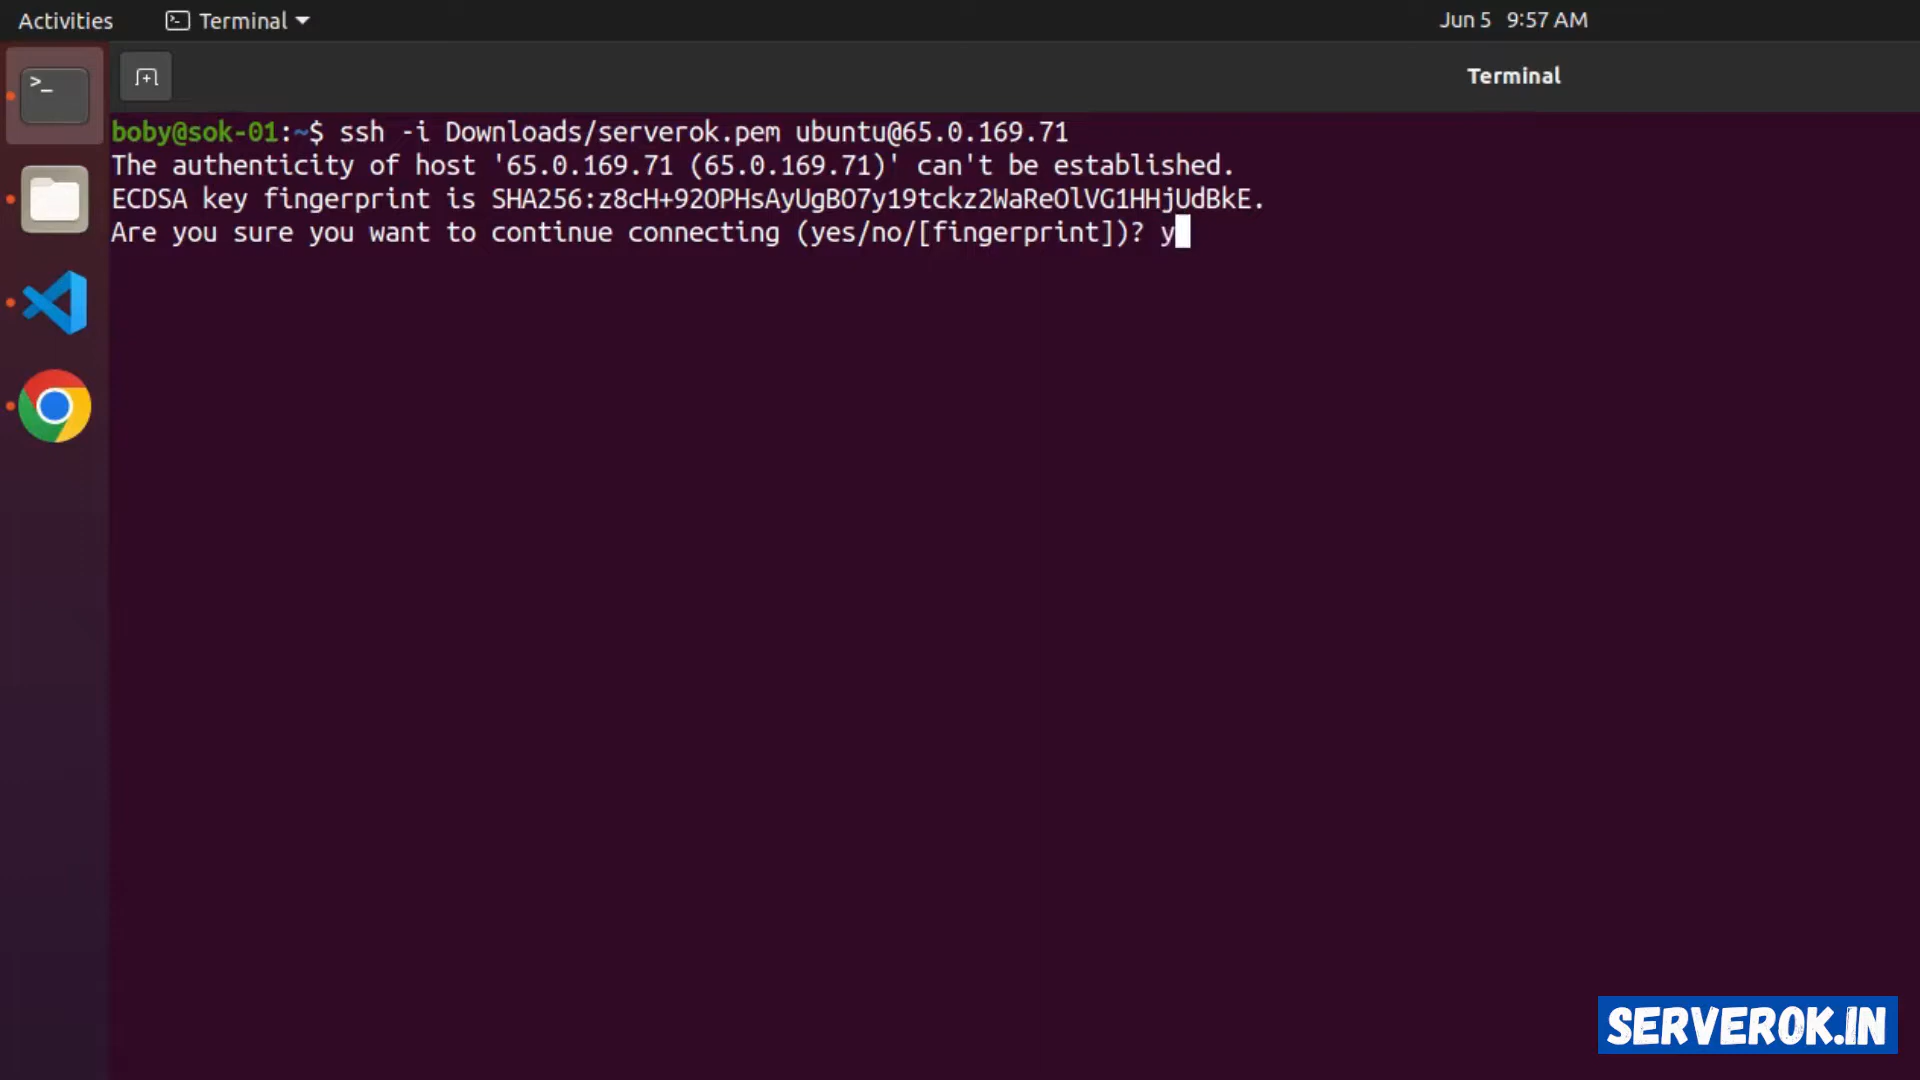 Activities
Terminal
Jun 5 9:57 AM
Terminal
boby@sok-01:~$ ssh -i Downloads/serverok.pem ubuntu@65.0.169.71
The authenticity of host '65.0.169.71 (65.0.169.71)' can't be established.
ECDSA key fingerprint is SHA256:z8cH+92OPHsAyUgBO7y19tckz2WaReOlVG1HHjUdBkE.
Are you sure you want to continue connecting (yes/no/[fingerprint])? y
SERVEROK.IN